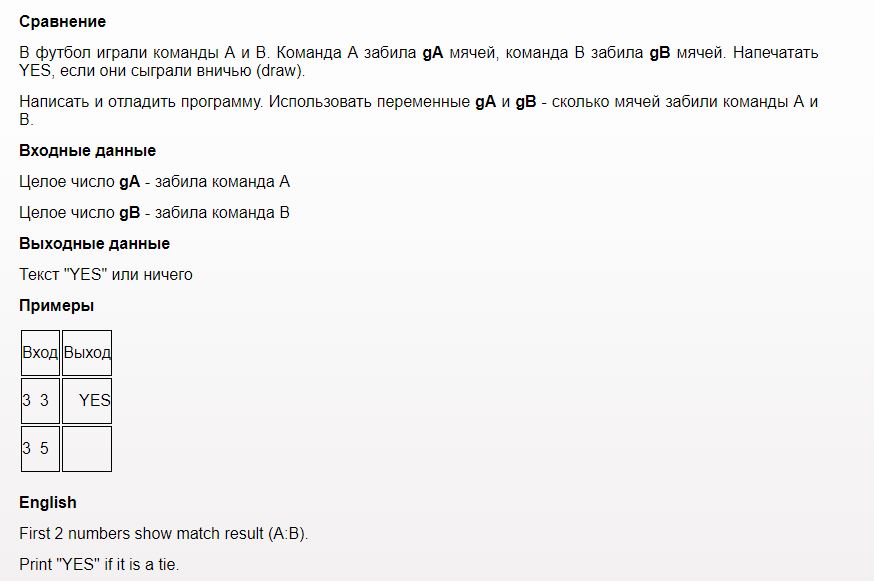 Сравнение
В футбол играли команды А и В. Команда А забила gA мячей, команда В забила gB мячей. Напечатать
YES, если они сыграли вничью (draw).
Написать и отладить программу. Использовать переменные gA и gB - сколько мячей забили команды А и
В.
Входные данные
Целое число gA - забила команда А
Целое число gB - забила команда В
Выходные данные
Текст "YES" или ничего
Примеры
Вход Выход
3 3 YES
3 5
English
First 2 numbers show match result (A:B).
Print "YES" if it is a tie.